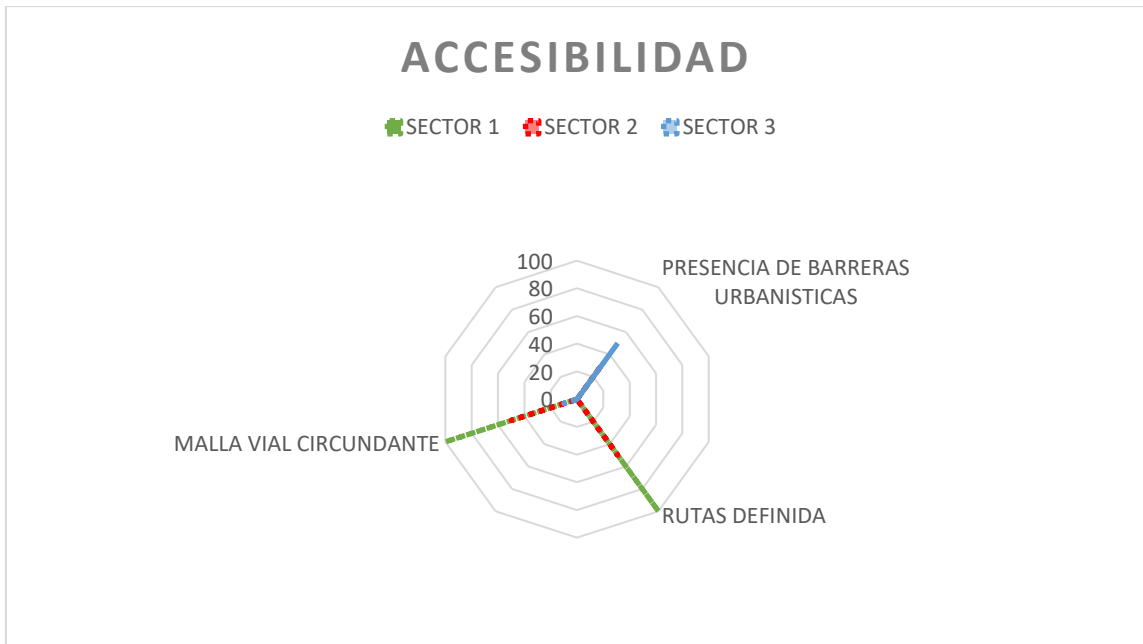 ACCESIBILIDAD
SECTOR 1 SECTOR 2 SECTOR 3
100
80
60
40
20
0
PRESENCIA DE BARRERAS
URBANISTICAS
MALLA VIAL CIRCUNDANTE
RUTAS DEFINIDA